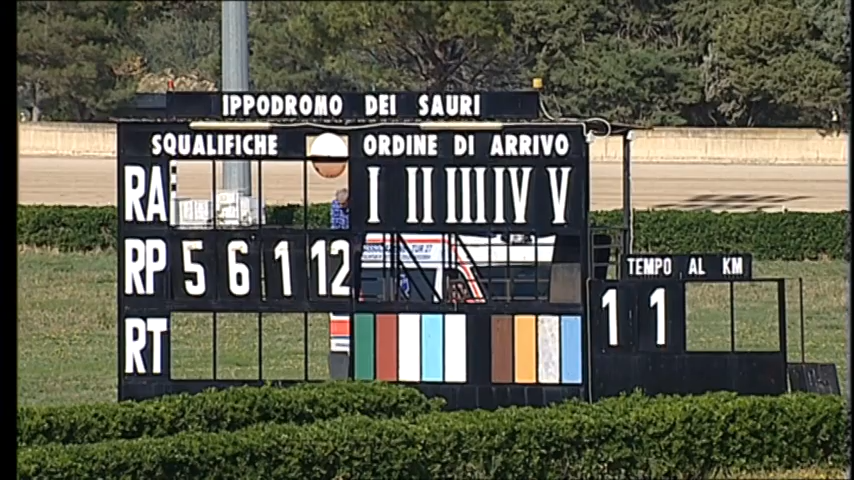 IPPODROMO DEI SAURI
SQUALIFICHE ORDINE DI ARRIVO
RA I II III IV V
RP 5 6 1 12
TEMPO AL KM
RT 1 1